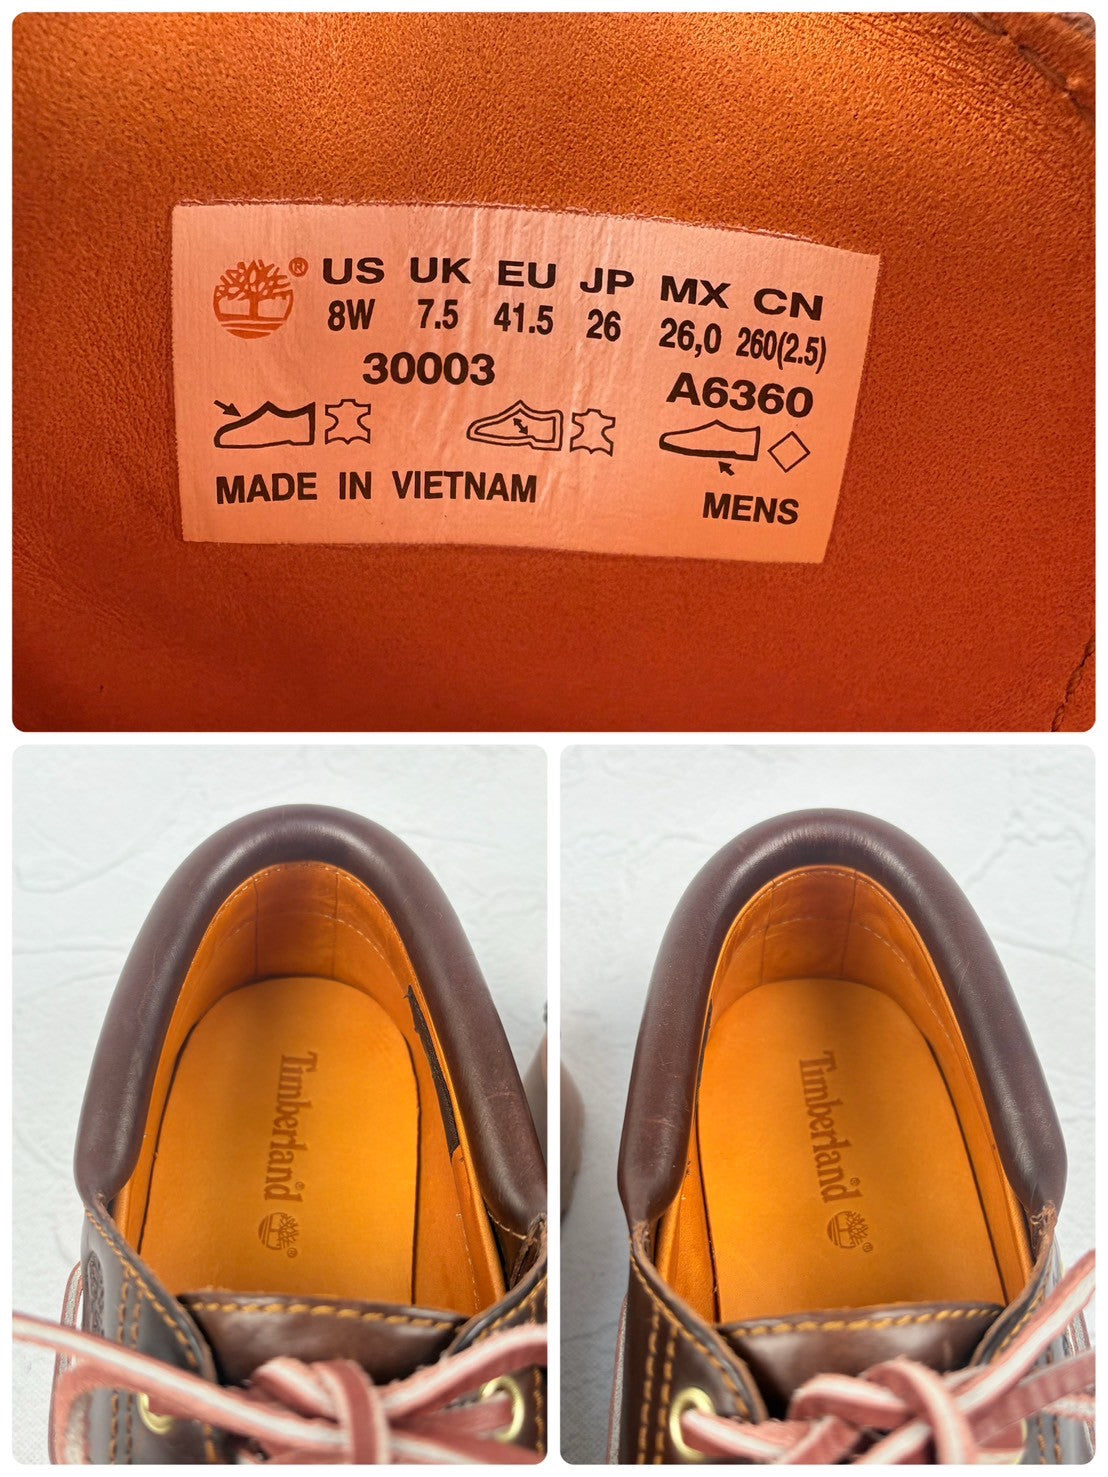 ® US UK EU JP MX CN
8W 7.5 41.5 26 26,0 260(2.5)
30003 A6360
MADE IN VIETNAM MENS
Timberland ®
Timberland ®